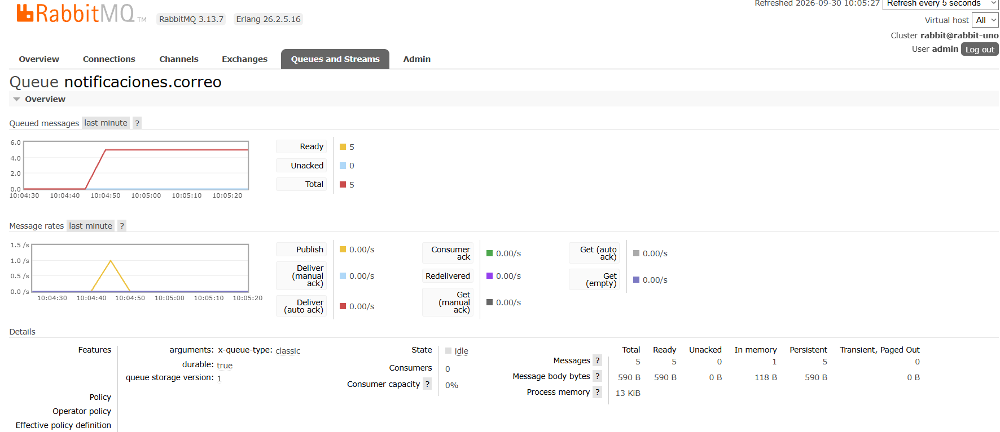 RabbitMQ TM RabbitMQ 3.13.7 Erlang 26.2.5.16
Refreshed 2026-09-30 10:05:27 Refresh every 5 seconds
Virtual host All
Cluster rabbit@rabbit-uno
User admin Log out
Overview Connections Channels Exchanges Queues and Streams Admin
Queue notificaciones.correo
Overview
Queued messages last minute ?
6.0
4.0
2.0
0.0
10:04:30 10:04:40 10:04:50 10:05:00 10:05:10 10:05:20
Ready 5
Unacked 0
Total 5
Message rates last minute ?
1.5 /s
1.0 /s
0.5 /s
0.0 /s
10:04:30 10:04:40 10:04:50 10:05:00 10:05:10 10:05:20
Publish 0.00/s
Deliver (manual ack) 0.00/s
Deliver (auto ack) 0.00/s
Consumer ack 0.00/s
Redelivered 0.00/s
Get (manual ack) 0.00/s
Get (auto ack) 0.00/s
Get (empty) 0.00/s
Details
Features
arguments: x-queue-type: classic
durable: true
queue storage version: 1
Policy
Operator policy
Effective policy definition
State idle
Consumers 0
Consumer capacity ? 0%
Total Ready Unacked In memory Persistent Transient, Paged Out
Messages ? 5 5 0 1 5 0
Message body bytes ? 590 B 590 B 0 B 118 B 590 B 0 B
Process memory ? 13 KiB